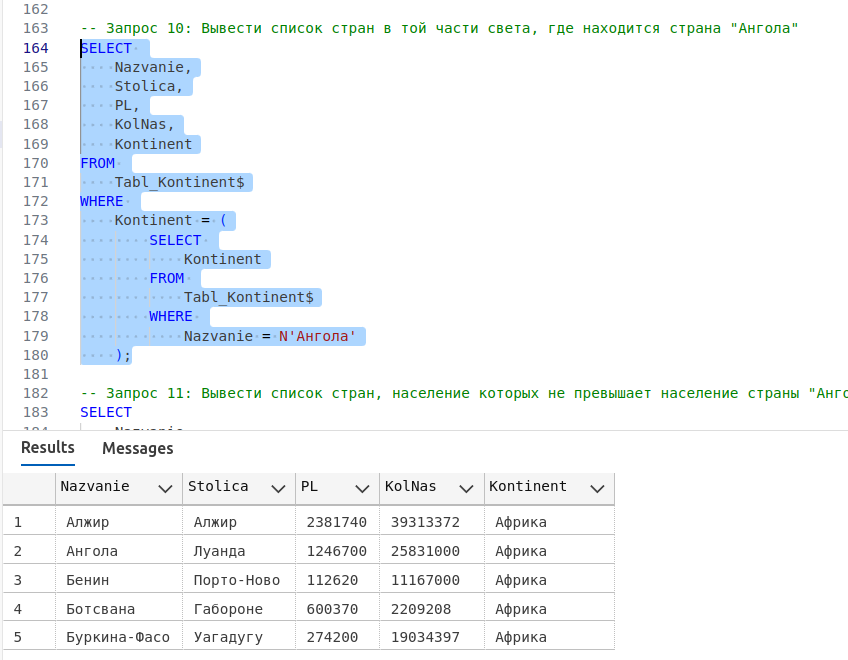 162
163 -- Запрос 10: Вывести список стран в той части света, где находится страна "Ангола"
164 SELECT
165 Nazvanie,
166 Stolica,
167 PL,
168 KolNas,
169 Kontinent
170 FROM
171 Tabl_Kontinent$
172 WHERE
173 Kontinent = (
174 SELECT
175 Kontinent
176 FROM
177 Tabl_Kontinent$
178 WHERE
179 Nazvanie = N'Ангола'
180 );
181
182 -- Запрос 11: Вывести список стран, население которых не превышает население страны "Анго
183 SELECT
Results Messages
Nazvanie Stolica PL KolNas Kontinent
1 Алжир Алжир 2381740 39313372 Африка
2 Ангола Луанда 1246700 25831000 Африка
3 Бенин Порто-Ново 112620 11167000 Африка
4 Ботсвана Габороне 600370 2209208 Африка
5 Буркина-Фасо Уагадугу 274200 19034397 Африка